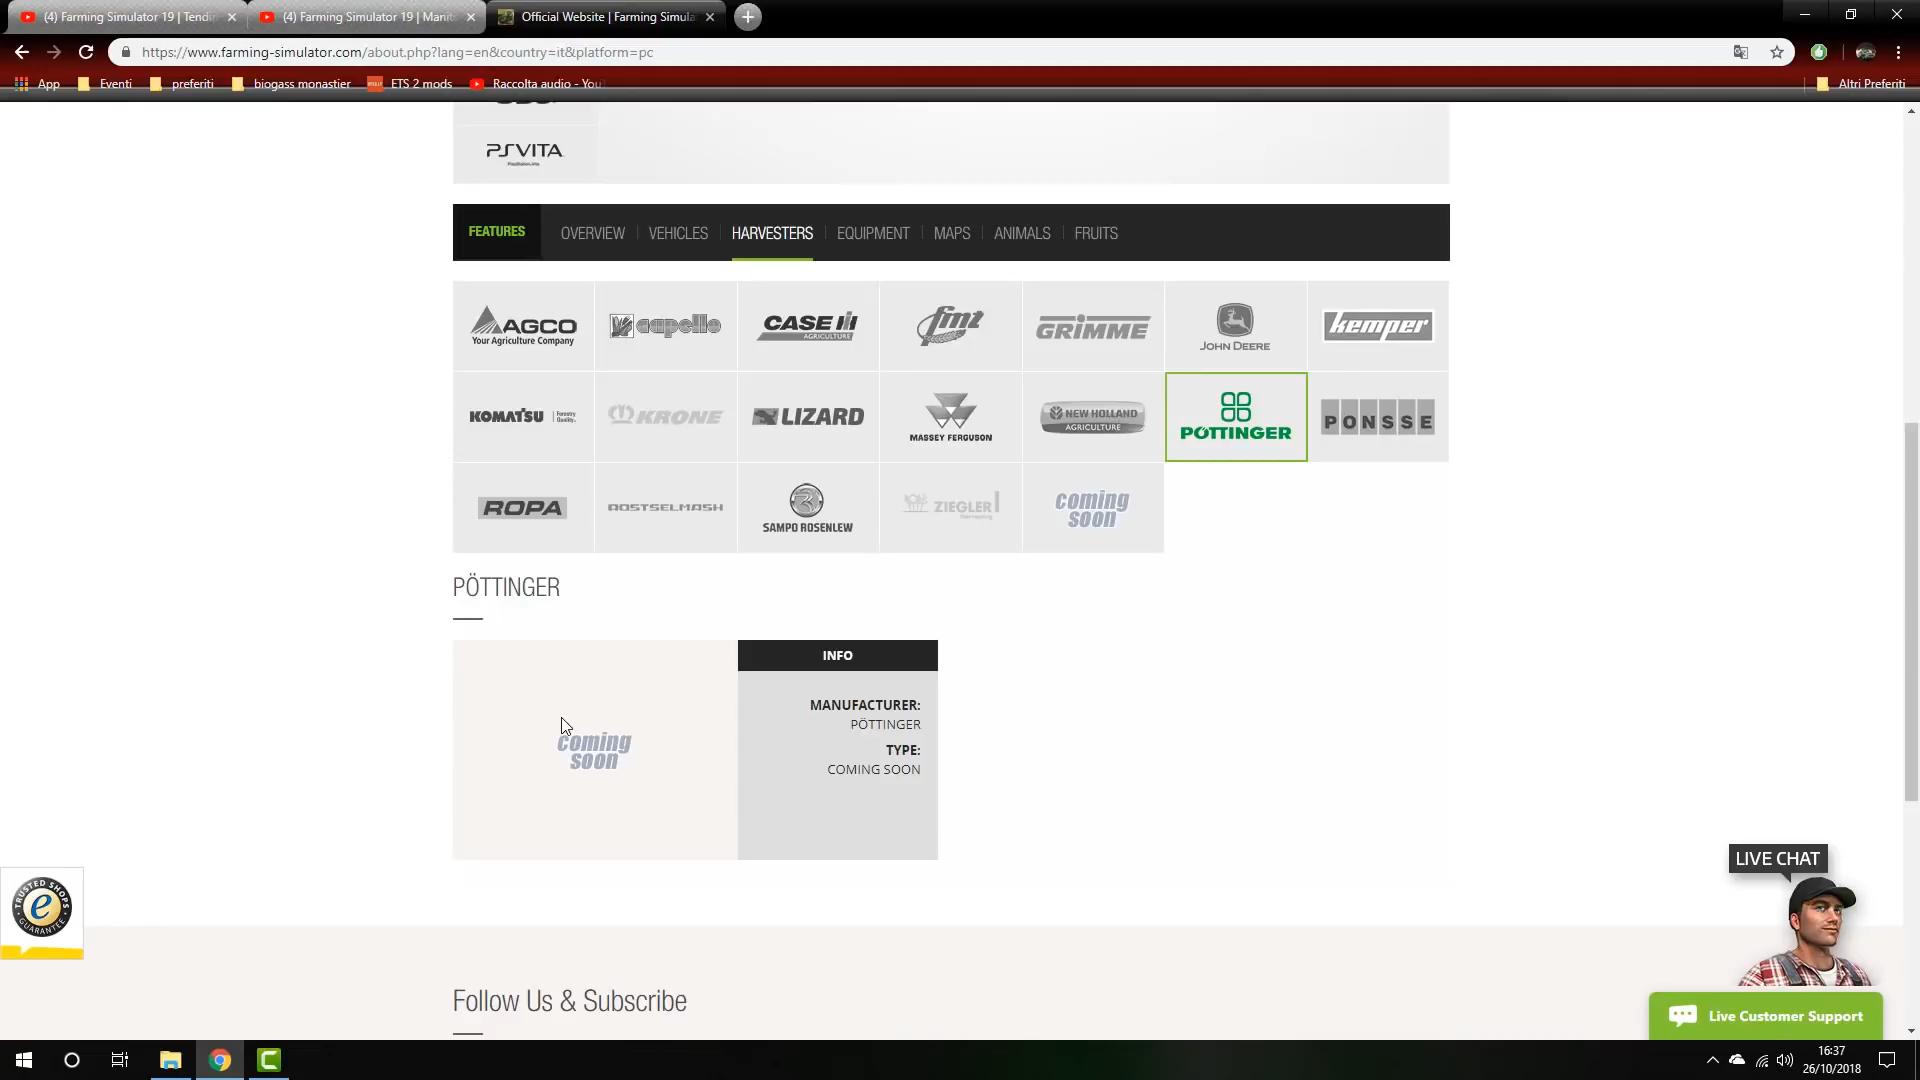 (4) Farming Simulator 19 | Tendi
(4) Farming Simulator 19 | Manit
Official Website | Farming Simula
https://www.farming-simulator.com/about.php?lang=en&country=it&platform=pc
App
Eventi
preferiti
biogass monastier
ETS 2 mods
Raccolta audio - You
Altri Preferiti
PSVITA
FEATURES
OVERVIEW
VEHICLES
HARVESTERS
EQUIPMENT
MAPS
ANIMALS
FRUITS
AGCO
Your Agriculture Company
capello
CASE IH
AGRICULTURE
fmt
GRIMME
JOHN DEERE
kemper
KOMATSU
Forestry
Quality.
KRONE
LIZARD
MASSEY FERGUSON
NEW HOLLAND
AGRICULTURE
PÖTTINGER
PONSSE
ROPA
ROSTSELMASH
SAMPO ROSENLEW
ZIEGLER
coming
soon
PÖTTINGER
coming
soon
INFO
MANUFACTURER:
PÖTTINGER
TYPE:
COMING SOON
LIVE CHAT
TRUSTED SHOPS
GUARANTEE
e
Follow Us & Subscribe
Live Customer Support
16:37
26/10/2018